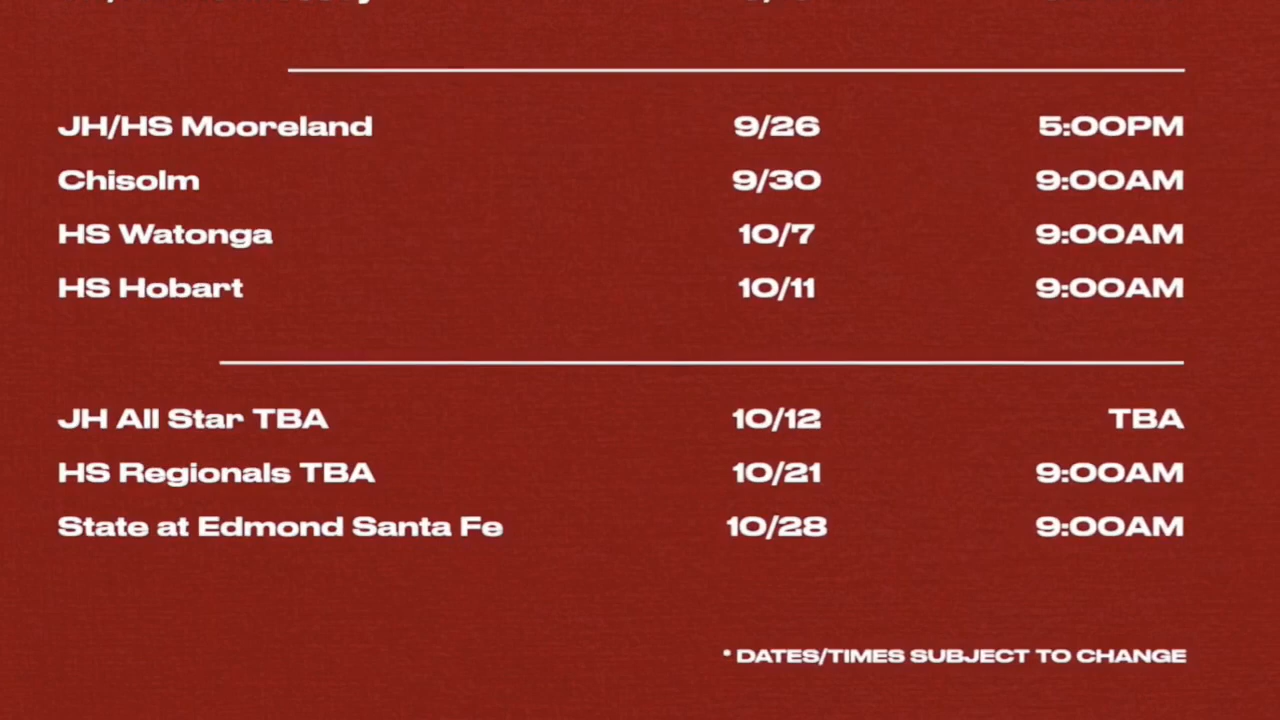 JH/HS Mooreland 9/26 5:00PM
Chisolm 9/30 9:00AM
HS Watonga 10/7 9:00AM
HS Hobart 10/11 9:00AM
JH All Star TBA 10/12 TBA
HS Regionals TBA 10/21 9:00AM
State at Edmond Santa Fe 10/28 9:00AM
* DATES/TIMES SUBJECT TO CHANGE